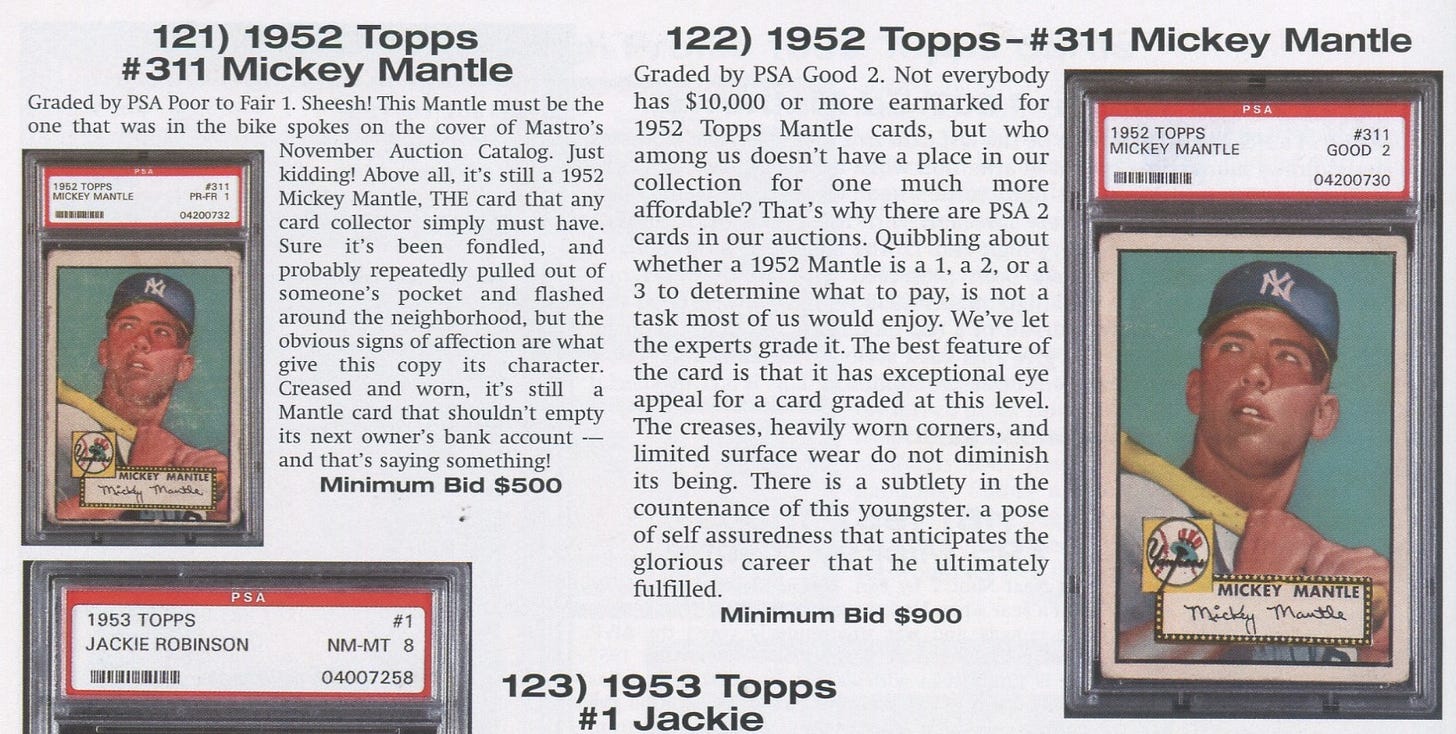 121) 1952 Topps
#311 Mickey Mantle
Graded by PSA Poor to Fair 1. Sheesh! This Mantle must be the
one that was in the bike spokes on the cover of Mastro's
November Auction Catalog. Just
kidding! Above all, it's still a 1952
Mickey Mantle, THE card that any
card collector simply must have.
Sure it's been fondled, and
probably repeatedly pulled out of
someone's pocket and flashed
around the neighborhood, but the
obvious signs of affection are what
give this copy its character.
Creased and worn, it's still a
Mantle card that shouldn't empty
its next owner's bank account -—
and that's saying something!
Minimum Bid $500
PSA
1952 TOPPS #311
MICKEY MANTLE PR-FR 1
04200732
NY
Yankees
MICKEY MANTLE
Mickey Mantle
122) 1952 Topps–#311 Mickey Mantle
Graded by PSA Good 2. Not everybody
has $10,000 or more earmarked for
1952 Topps Mantle cards, but who
among us doesn't have a place in our
collection for one much more
affordable? That's why there are PSA 2
cards in our auctions. Quibbling about
whether a 1952 Mantle is a 1, a 2, or a
3 to determine what to pay, is not a
task most of us would enjoy. We've let
the experts grade it. The best feature of
the card is that it has exceptional eye
appeal for a card graded at this level.
The creases, heavily worn corners, and
limited surface wear do not diminish
its being. There is a subtlety in the
countenance of this youngster. a pose
of self assuredness that anticipates the
glorious career that he ultimately
fulfilled.
Minimum Bid $900
PSA
1952 TOPPS #311
MICKEY MANTLE GOOD 2
04200730
NY
Yankees
MICKEY MANTLE
Mickey Mantle
PSA
1953 TOPPS #1
JACKIE ROBINSON NM-MT 8
04007258
123) 1953 Topps
#1 Jackie